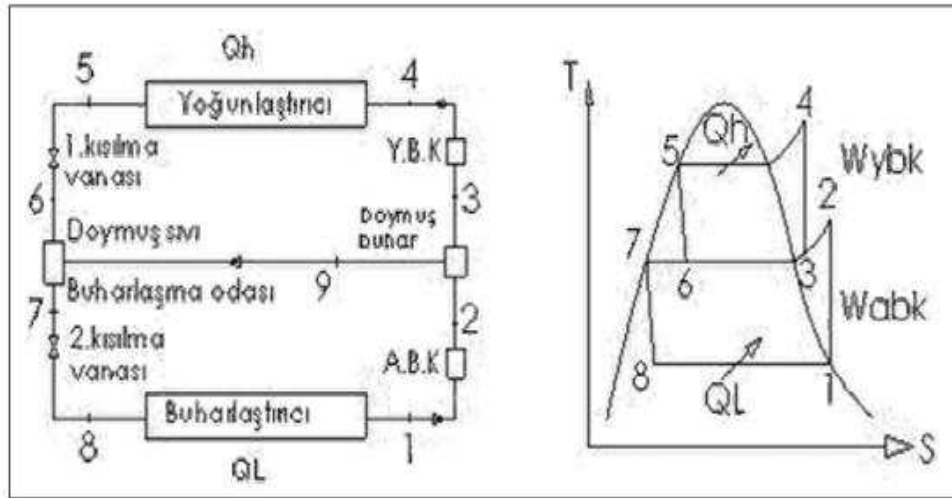 Qh
5
4
Yoğunlaştırıcı
1.kısılma
vanası
Y.B.K
6
3
Doymuş sıvı
Doymuş
buhar
Buharlaşma odası
9
7
2
2.kısılma
vanası
A.B.K
Buharlaştırıcı
8
1
QL
T
4
Qh
5
Wybk
2
7
6
3
Wabk
8
QL
1
S